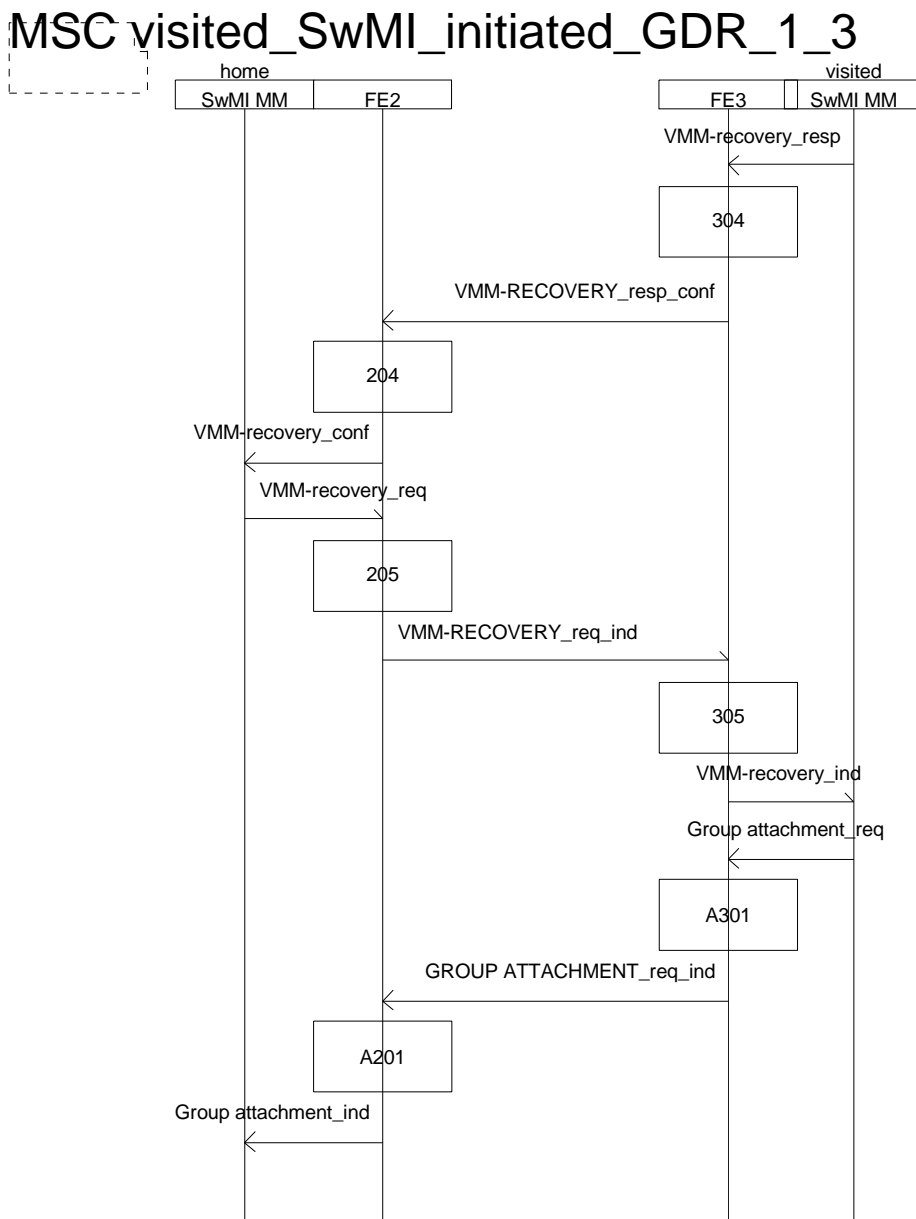 MSC visited_SwMI_initiated_GDR_1_3
home
visited
SwMI MM
FE2
FE3
SwMI MM
VMM-recovery_resp
304
VMM-RECOVERY_resp_conf
204
VMM-recovery_conf
VMM-recovery_req
205
VMM-RECOVERY_req_ind
305
VMM-recovery_ind
Group attachment_req
A301
GROUP ATTACHMENT_req_ind
A201
Group attachment_ind